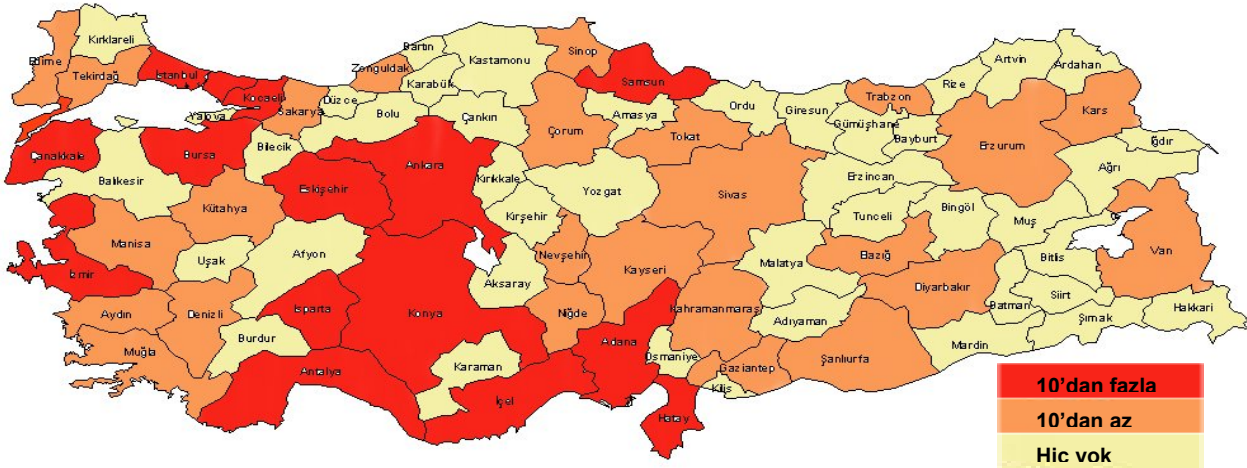 Kırklareli
Edirne
Tekirdağ
İstanbul
Kocaeli
Yalova
Sakarya
Düzce
Bolu
Zonguldak
Bartın
Karabük
Kastamonu
Çankırı
Sinop
Samsun
Çorum
Amasya
Tokat
Ordu
Giresun
Gümüşhane
Trabzon
Bayburt
Rize
Artvin
Ardahan
Kars
Erzurum
Iğdır
Ağrı
Çanakkale
Bursa
Bilecik
Balıkesir
Kütahya
Eskişehir
Ankara
Kırıkkale
Kırşehir
Yozgat
Sivas
Erzincan
Tunceli
Bingöl
Muş
Bitlis
Van
Manisa
İzmir
Uşak
Afyon
Aksaray
Nevşehir
Kayseri
Malatya
Elazığ
Diyarbakır
Batman
Siirt
Şırnak
Hakkari
Aydın
Denizli
Isparta
Konya
Niğde
Kahramanmaraş
Adıyaman
Şanlıurfa
Mardin
Muğla
Burdur
Antalya
Karaman
İçel
Adana
Osmaniye
Gaziantep
Kilis
Hatay
10'dan fazla
10'dan az
Hiç yok